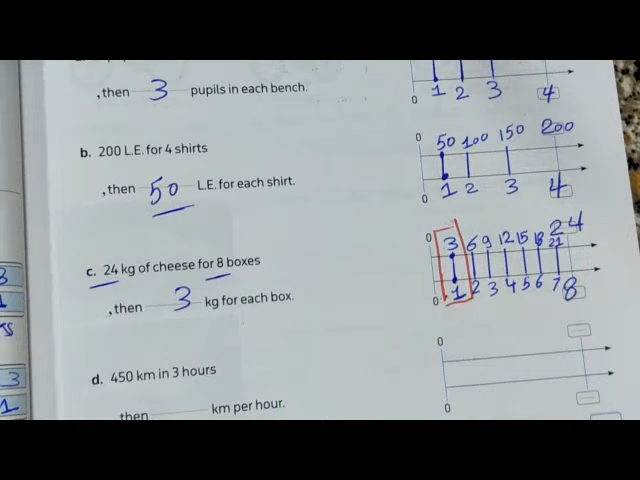 , then 3 pupils in each bench.
0 1 2 3 4
b. 200 L.E. for 4 shirts
0 50 100 150 200
, then 50 L.E. for each shirt.
0 1 2 3 4
c. 24 kg of cheese for 8 boxes
0 3 6 9 12 15 18 21 24
, then 3 kg for each box.
0 1 2 3 4 5 6 7 8
d. 450 km in 3 hours
0
then km per hour.
0
3
1